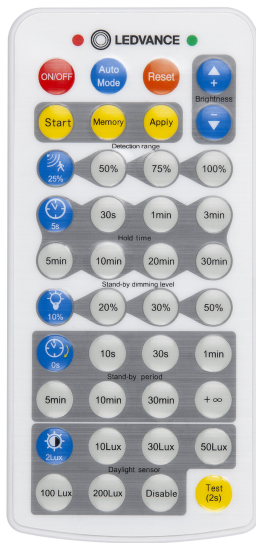 LEDVANCE
ON/OFF Auto Mode Reset
Brightness
Start Memory Apply
Detection range
25% 50% 75% 100%
5s 30s 1min 3min
Hold time
5min 10min 20min 30min
Stand-by dimming level
10% 20% 30% 50%
0s 10s 30s 1min
Stand-by period
5min 10min 30min +∞
2Lux 10Lux 30Lux 50Lux
Daylight sensor
100 Lux 200Lux Disable Test (2s)